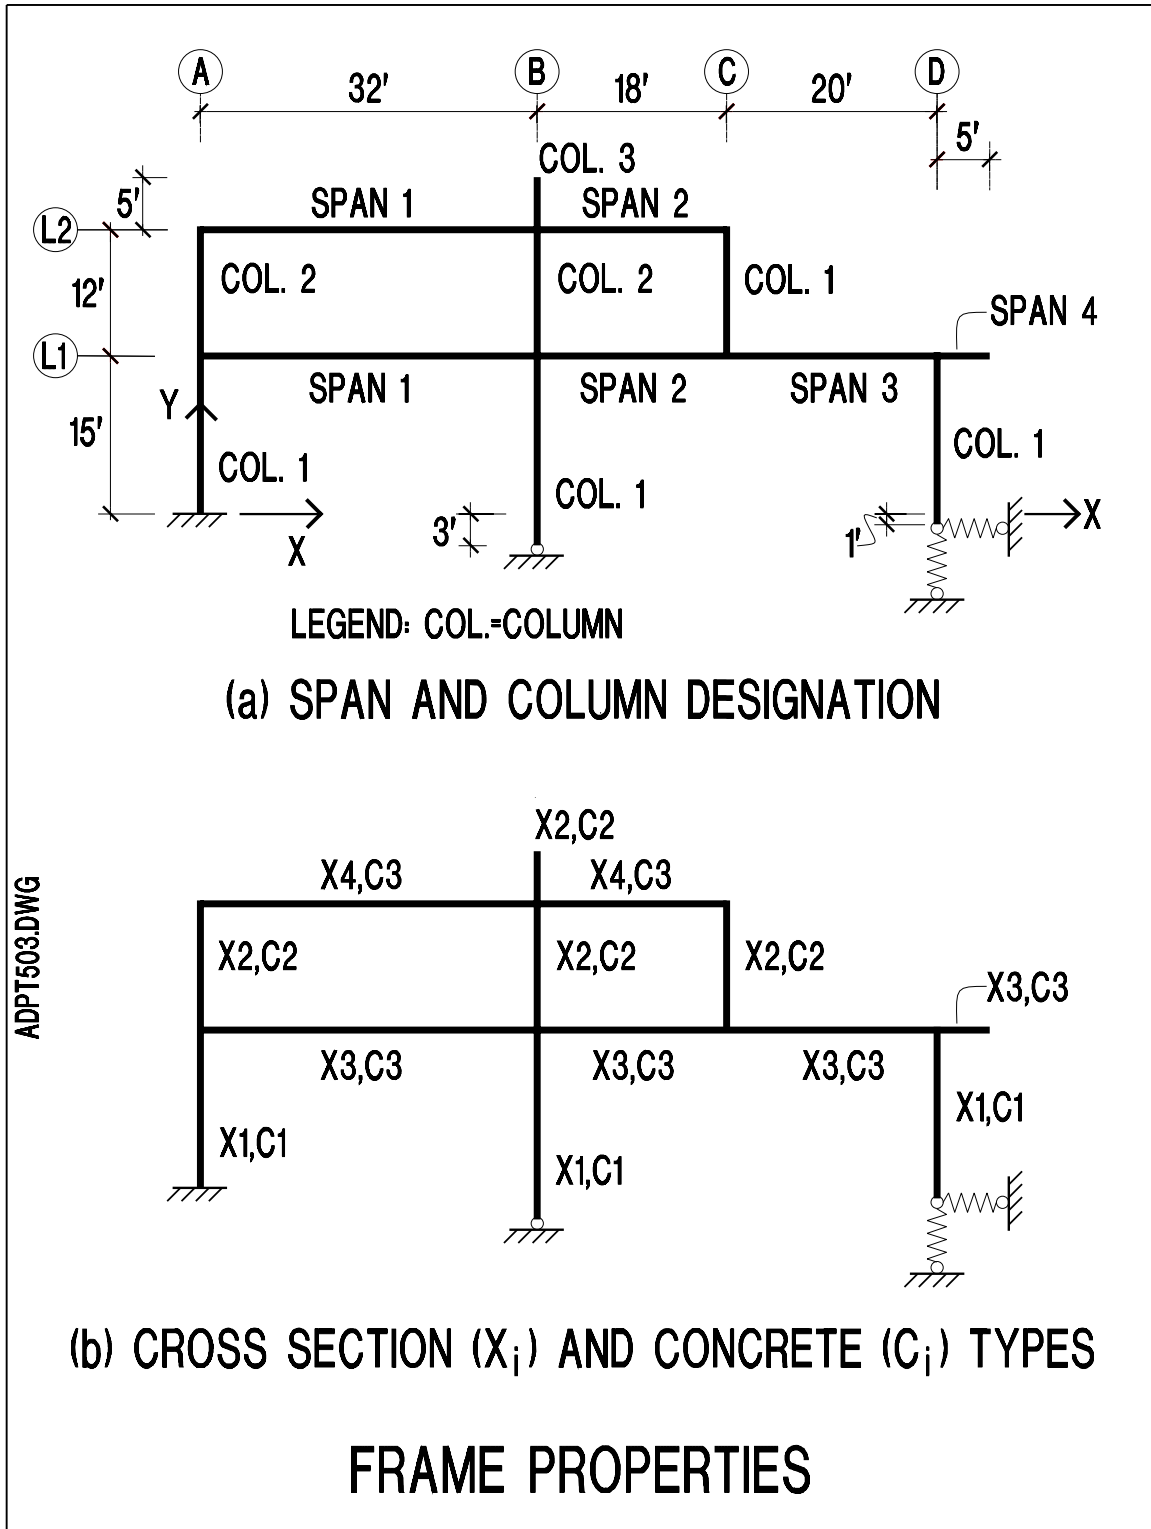 A B C D
32' 18' 20'
5'
COL. 3
5' SPAN 1 SPAN 2
L2
12' COL. 2 COL. 2 COL. 1
SPAN 4
L1
SPAN 1 SPAN 2 SPAN 3
Y
15'
COL. 1 COL. 1 COL. 1
3' 1' X
X
LEGEND: COL.=COLUMN
(a) SPAN AND COLUMN DESIGNATION
X2,C2
X4,C3 X4,C3
X2,C2 X2,C2 X2,C2
X3,C3
X3,C3 X3,C3 X3,C3
X1,C1 X1,C1 X1,C1
ADPT503.DWG
(b) CROSS SECTION (Xi) AND CONCRETE (Ci) TYPES
FRAME PROPERTIES